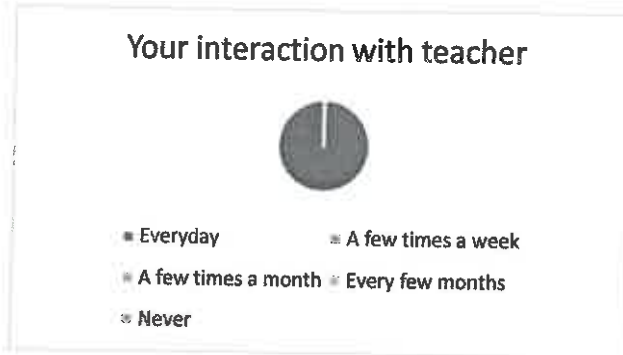 Your interaction with teacher
Everyday
A few times a week
A few times a month
Every few months
Never